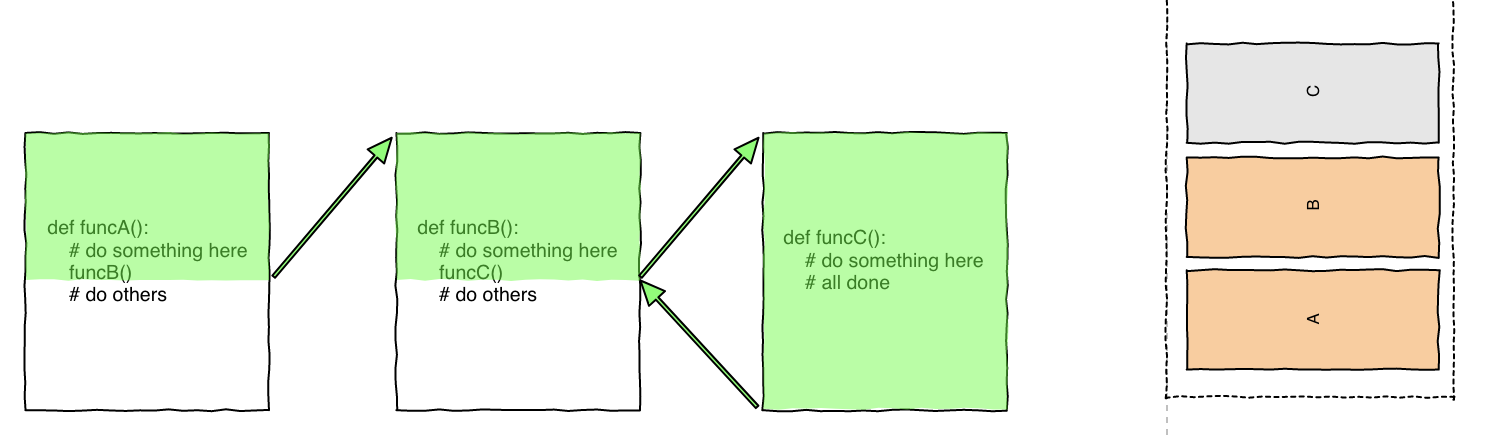 def funcA():
# do something here
funcB()
# do others
def funcB():
# do something here
funcC()
# do others
def funcC():
# do something here
# all done
C
B
A